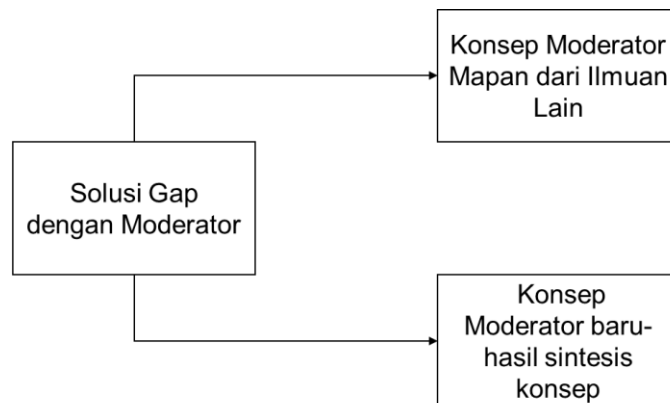 Konsep Moderator
Mapan dari Ilmuan
Lain
Solusi Gap
dengan Moderator
Konsep
Moderator baru-
hasil sintesis
konsep